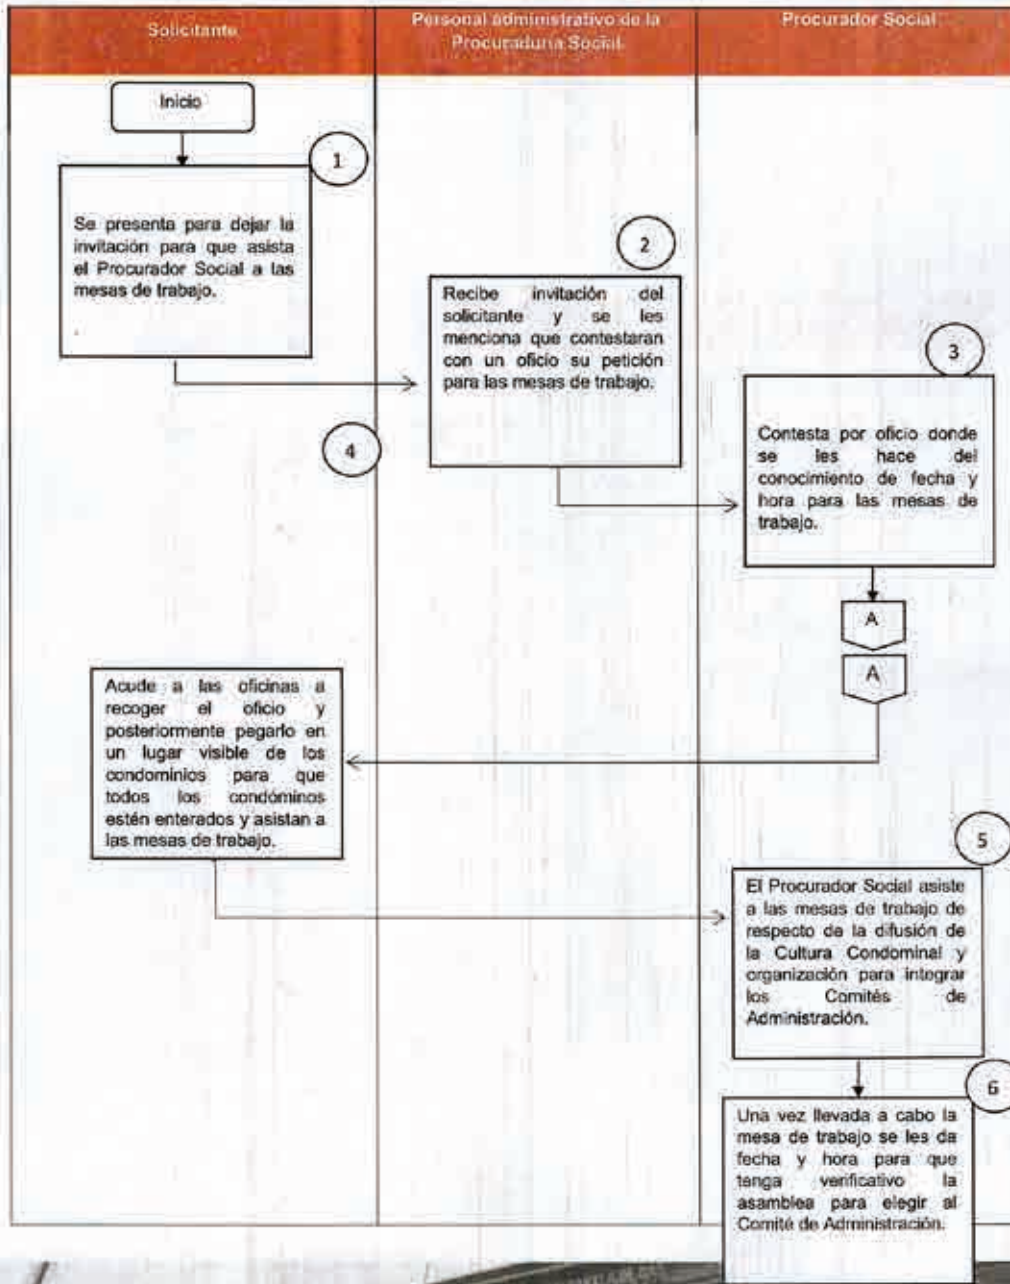 Solicitante
Personal administrativo de la
Procuraduría Social
Procurador Social
Inicio
1
Se presenta para dejar la
invitación para que asista
el Procurador Social a las
mesas de trabajo.
2
Recibe invitación del
solicitante y se les
menciona que contestaran
con un oficio su petición
para las mesas de trabajo.
3
Contesta por oficio donde
se les hace del
conocimiento de fecha y
hora para las mesas de
trabajo.
A
A
4
Acude a las oficinas a
recoger el oficio y
posteriormente pegarlo en
un lugar visible de los
condominios para que
todos los condóminos
estén enterados y asistan a
las mesas de trabajo.
5
El Procurador Social asiste
a las mesas de trabajo de
respecto de la difusión de
la Cultura Condominal y
organización para integrar
los Comités de
Administración.
6
Una vez llevada a cabo la
mesa de trabajo se les da
fecha y hora para que
tenga verificativo la
asamblea para elegir al
Comité de Administración.